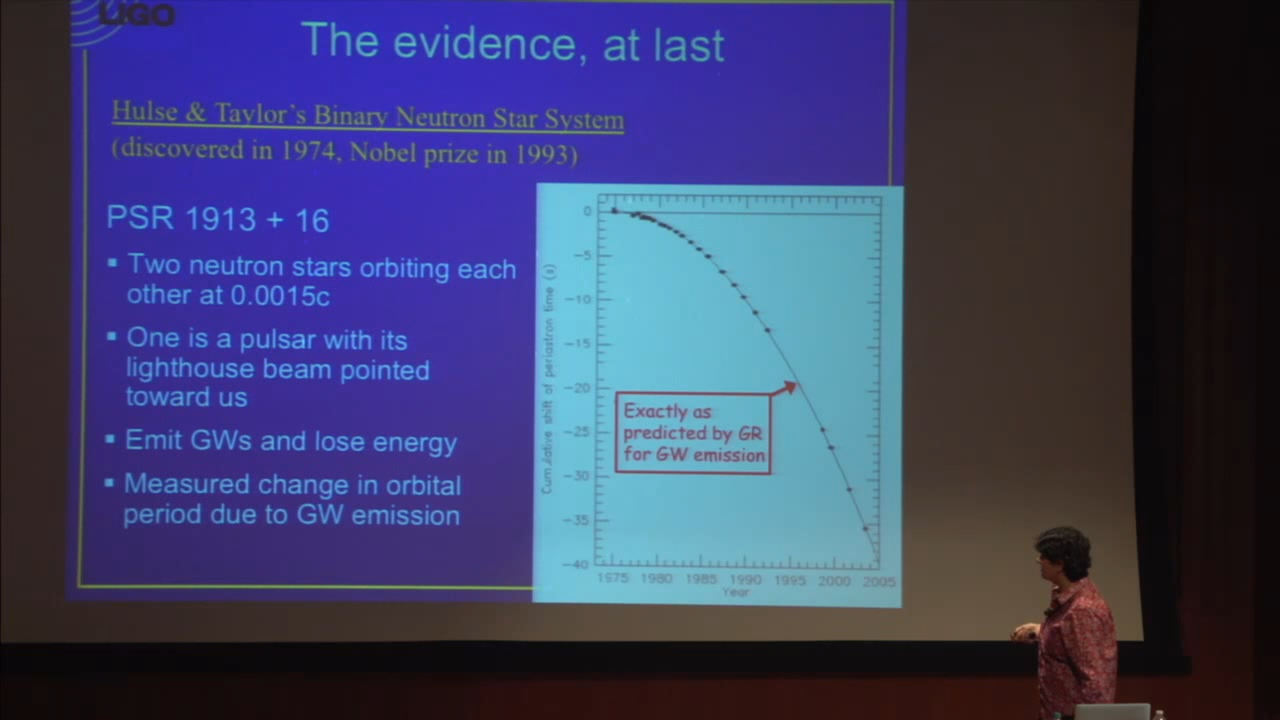 LIGO
The evidence, at last
Hulse & Taylor's Binary Neutron Star System
(discovered in 1974, Nobel prize in 1993)
PSR 1913 + 16
▪ Two neutron stars orbiting each
other at 0.0015c
▪ One is a pulsar with its
lighthouse beam pointed
toward us
▪ Emit GWs and lose energy
▪ Measured change in orbital
period due to GW emission
Cumulative shift of periastron time (s)
0
−5
−10
−15
−20
−25
−30
−35
−40
Exactly as
predicted by GR
for GW emission
1975 1980 1985 1990 1995 2000 2005
Year